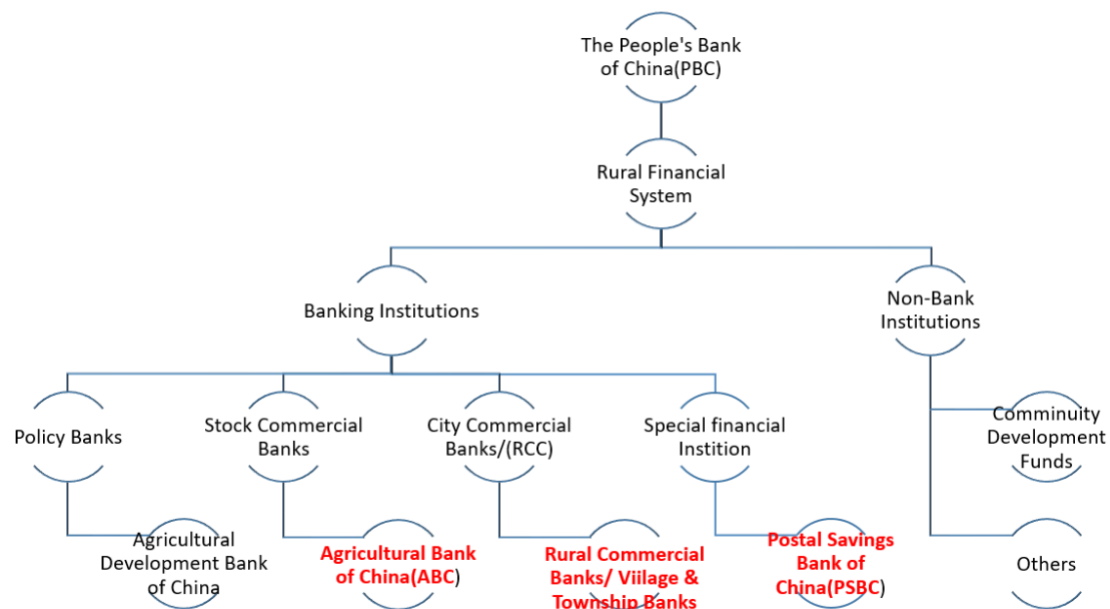 The People's Bank
of China(PBC)
Rural Financial
System
Banking Institutions
Non-Bank
Institutions
Policy Banks
Stock Commercial
Banks
City Commercial
Banks/(RCC)
Special financial
Instition
Comminuity
Development
Funds
Agricultural
Development Bank
of China
Agricultural Bank
of China(ABC)
Rural Commercial
Banks/ Viilage &
Township Banks
Postal Savings
Bank of
China(PSBC)
Others